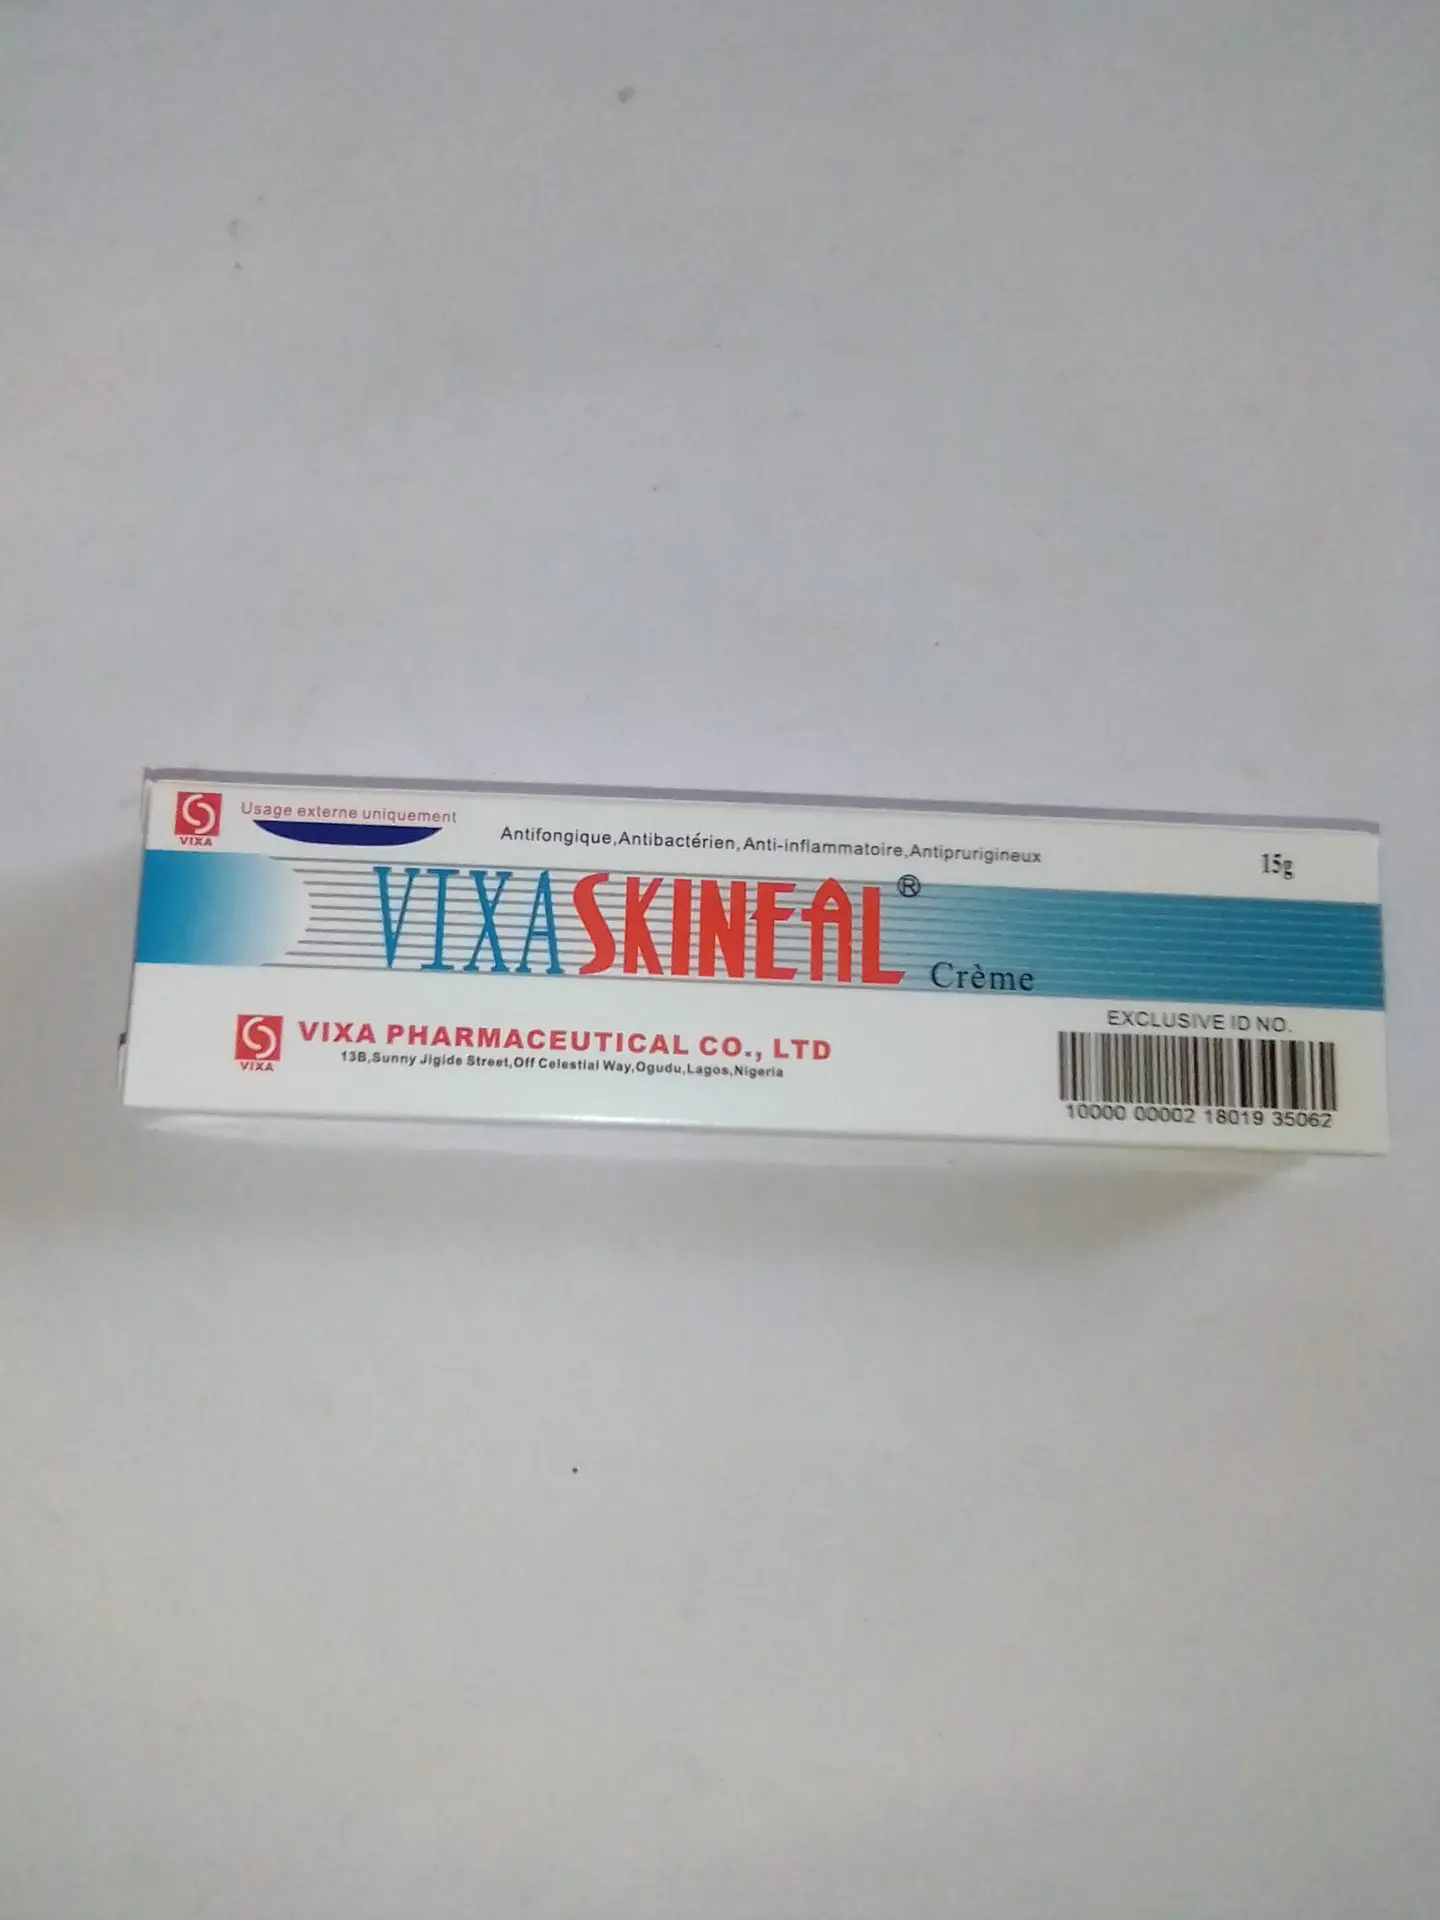 VIXA
Usage externe uniquement
Antifongique,Antibactérien,Anti-inflammatoire,Antiprurigineux
15g
VIXASKINEAL®
Crème
VIXA
VIXA PHARMACEUTICAL CO., LTD
13B,Sunny Jigide Street,Off Celestial Way,Ogudu,Lagos,Nigeria
EXCLUSIVE ID NO.
10000 00002 18019 35062